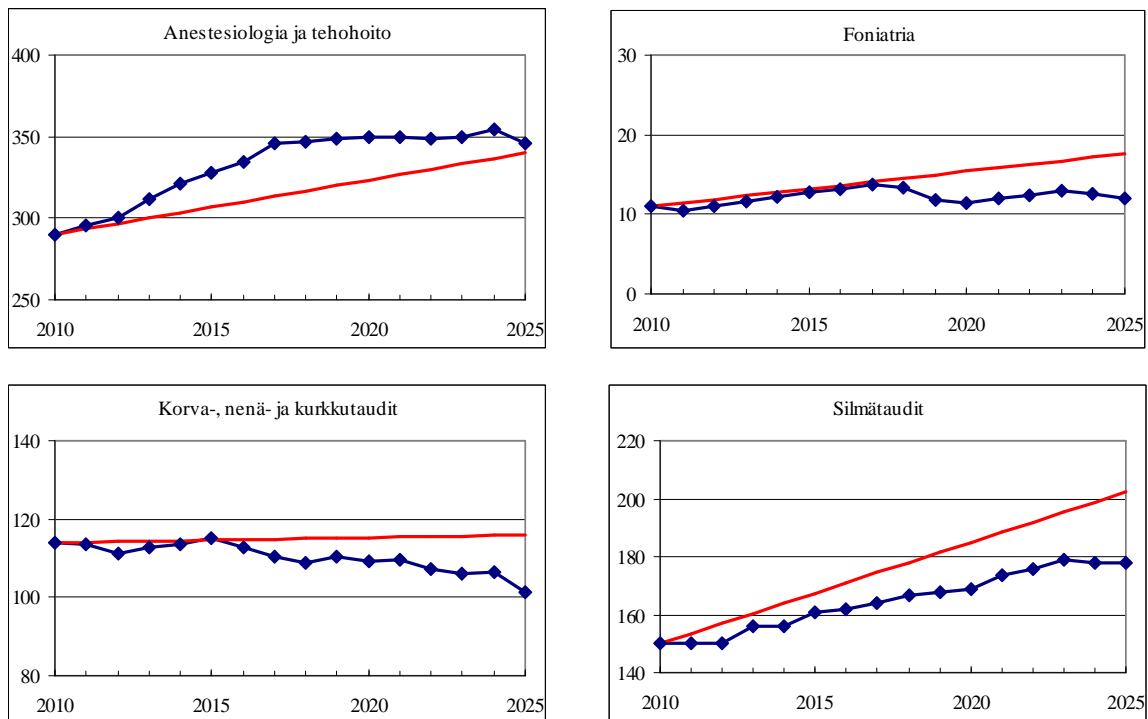 Anestesiologia ja tehohoito
400
350
300
250
2010 2015 2020 2025
Foniatria
30
20
10
0
2010 2015 2020 2025
Korva-, nenä- ja kurkkutaudit
140
120
100
80
2010 2015 2020 2025
Silmätaudit
220
200
180
160
140
2010 2015 2020 2025